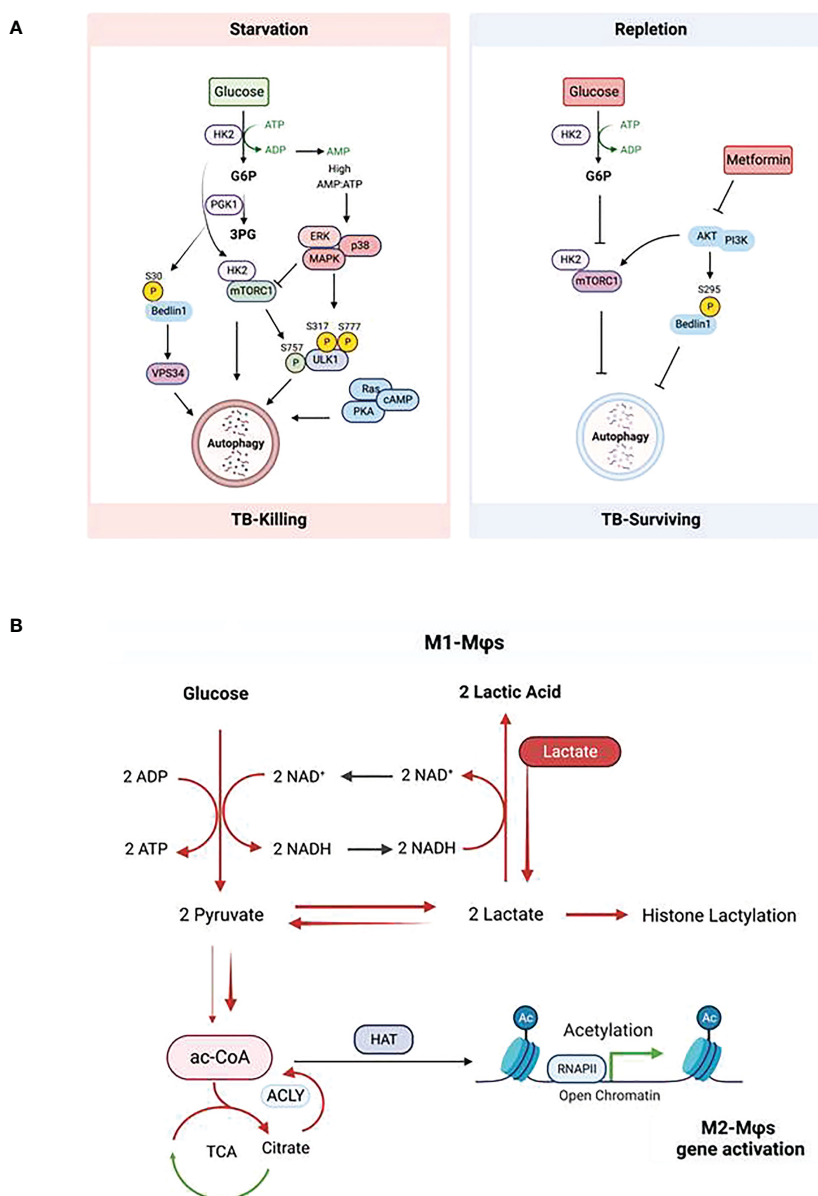 A
Starvation
Glucose
HK2
ATP
ADP
AMP
G6P
High
AMP:ATP
PGK1
3PG
ERK
p38
MAPK
HK2
mTORC1
S30
P
Bedlin1
S317
S777
P
P
S757
P
ULK1
VPS34
Ras
cAMP
PKA
Autophagy
TB-Killing
Repletion
Glucose
HK2
ATP
ADP
G6P
Metformin
AKT
PI3K
HK2
mTORC1
S295
P
Bedlin1
Autophagy
TB-Surviving
B
M1-Mφs
Glucose
2 Lactic Acid
Lactate
2 ADP
2 NAD⁺
2 NAD⁺
2 ATP
2 NADH
2 NADH
2 Pyruvate
2 Lactate
Histone Lactylation
ac-CoA
HAT
Ac
Acetylation
Ac
RNAPII
Open Chromatin
ACLY
TCA
Citrate
M2-Mφs
gene activation